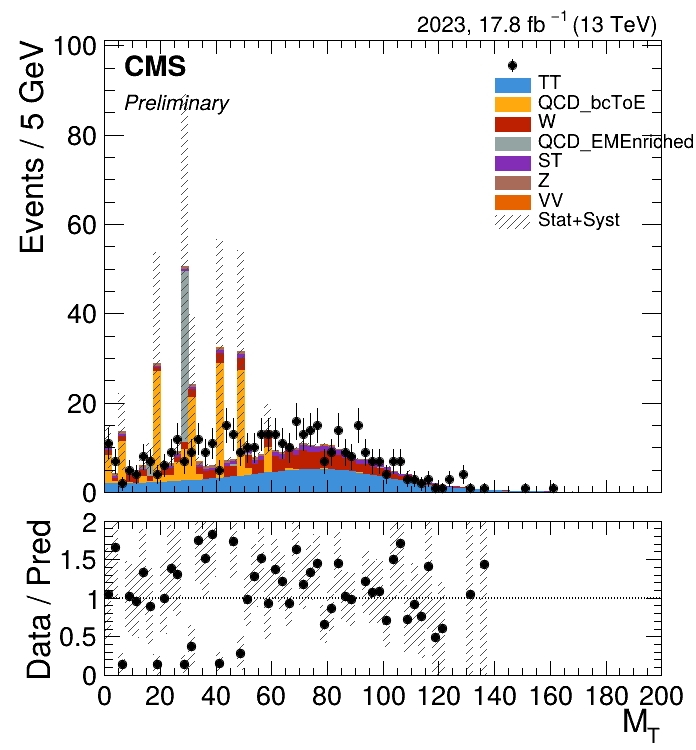 2023, 17.8 fb⁻¹ (13 TeV)
CMS
Preliminary
Events / 5 GeV
100
80
60
40
20
0
TT
QCD_bcToE
W
QCD_EMEnriched
ST
Z
VV
Stat+Syst
Data / Pred
2
1.5
1
0.5
0
0 20 40 60 80 100 120 140 160 180 200
M_T